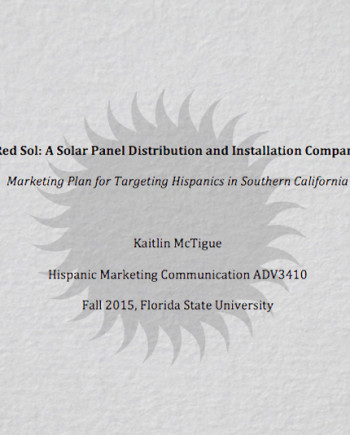 Red Sol: A Solar Panel Distribution and Installation Compan
Marketing Plan for Targeting Hispanics in Southern California
Kaitlin McTigue
Hispanic Marketing Communication ADV3410
Fall 2015, Florida State University